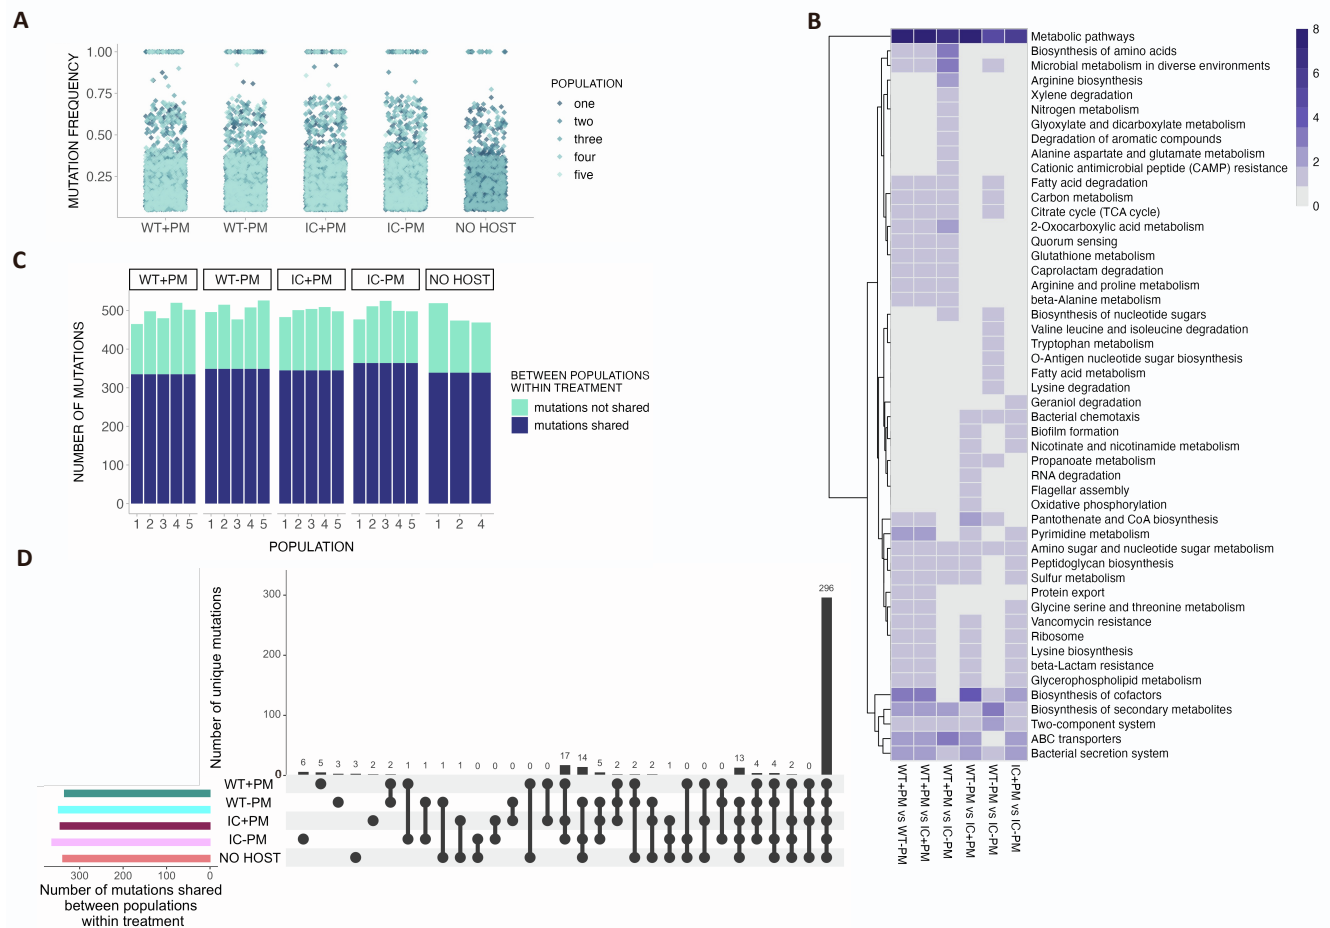 A
MUTATION FREQUENCY
1.00
0.75
0.50
0.25
WT+PM
WT-PM
IC+PM
IC-PM
NO HOST
POPULATION
one
two
three
four
five
B
Metabolic pathways
Biosynthesis of amino acids
Microbial metabolism in diverse environments
Arginine biosynthesis
Xylene degradation
Nitrogen metabolism
Glyoxylate and dicarboxylate metabolism
Degradation of aromatic compounds
Alanine aspartate and glutamate metabolism
Cationic antimicrobial peptide (CAMP) resistance
Fatty acid degradation
Carbon metabolism
Citrate cycle (TCA cycle)
2-Oxocarboxylic acid metabolism
Quorum sensing
Glutathione metabolism
Caprolactam degradation
Arginine and proline metabolism
beta-Alanine metabolism
Biosynthesis of nucleotide sugars
Valine leucine and isoleucine degradation
Tryptophan metabolism
O-Antigen nucleotide sugar biosynthesis
Fatty acid metabolism
Lysine degradation
Geraniol degradation
Bacterial chemotaxis
Biofilm formation
Nicotinate and nicotinamide metabolism
Propanoate metabolism
RNA degradation
Flagellar assembly
Oxidative phosphorylation
Pantothenate and CoA biosynthesis
Pyrimidine metabolism
Amino sugar and nucleotide sugar metabolism
Peptidoglycan biosynthesis
Sulfur metabolism
Protein export
Glycine serine and threonine metabolism
Vancomycin resistance
Ribosome
Lysine biosynthesis
beta-Lactam resistance
Glycerophospholipid metabolism
Biosynthesis of cofactors
Biosynthesis of secondary metabolites
Two-component system
ABC transporters
Bacterial secretion system
WT+PM vs WT-PM
WT+PM vs IC+PM
WT+PM vs IC-PM
WT-PM vs IC+PM
WT-PM vs IC-PM
IC+PM vs IC-PM
8
6
4
2
0
C
NUMBER OF MUTATIONS
500
400
300
200
100
0
WT+PM
WT-PM
IC+PM
IC-PM
NO HOST
1 2 3 4 5
1 2 3 4 5
1 2 3 4 5
1 2 3 4 5
1 2 4
POPULATION
BETWEEN POPULATIONS
WITHIN TREATMENT
mutations not shared
mutations shared
D
Number of unique mutations
300
200
100
0
6 5 3 3 2 2 1 1 1 1 0 0 0 0 0 17 14 5 2 2 2 1 0 0 0 13 4 4 2 0 296
WT+PM
WT-PM
IC+PM
IC-PM
NO HOST
300 200 100 0
Number of mutations shared
between populations
within treatment